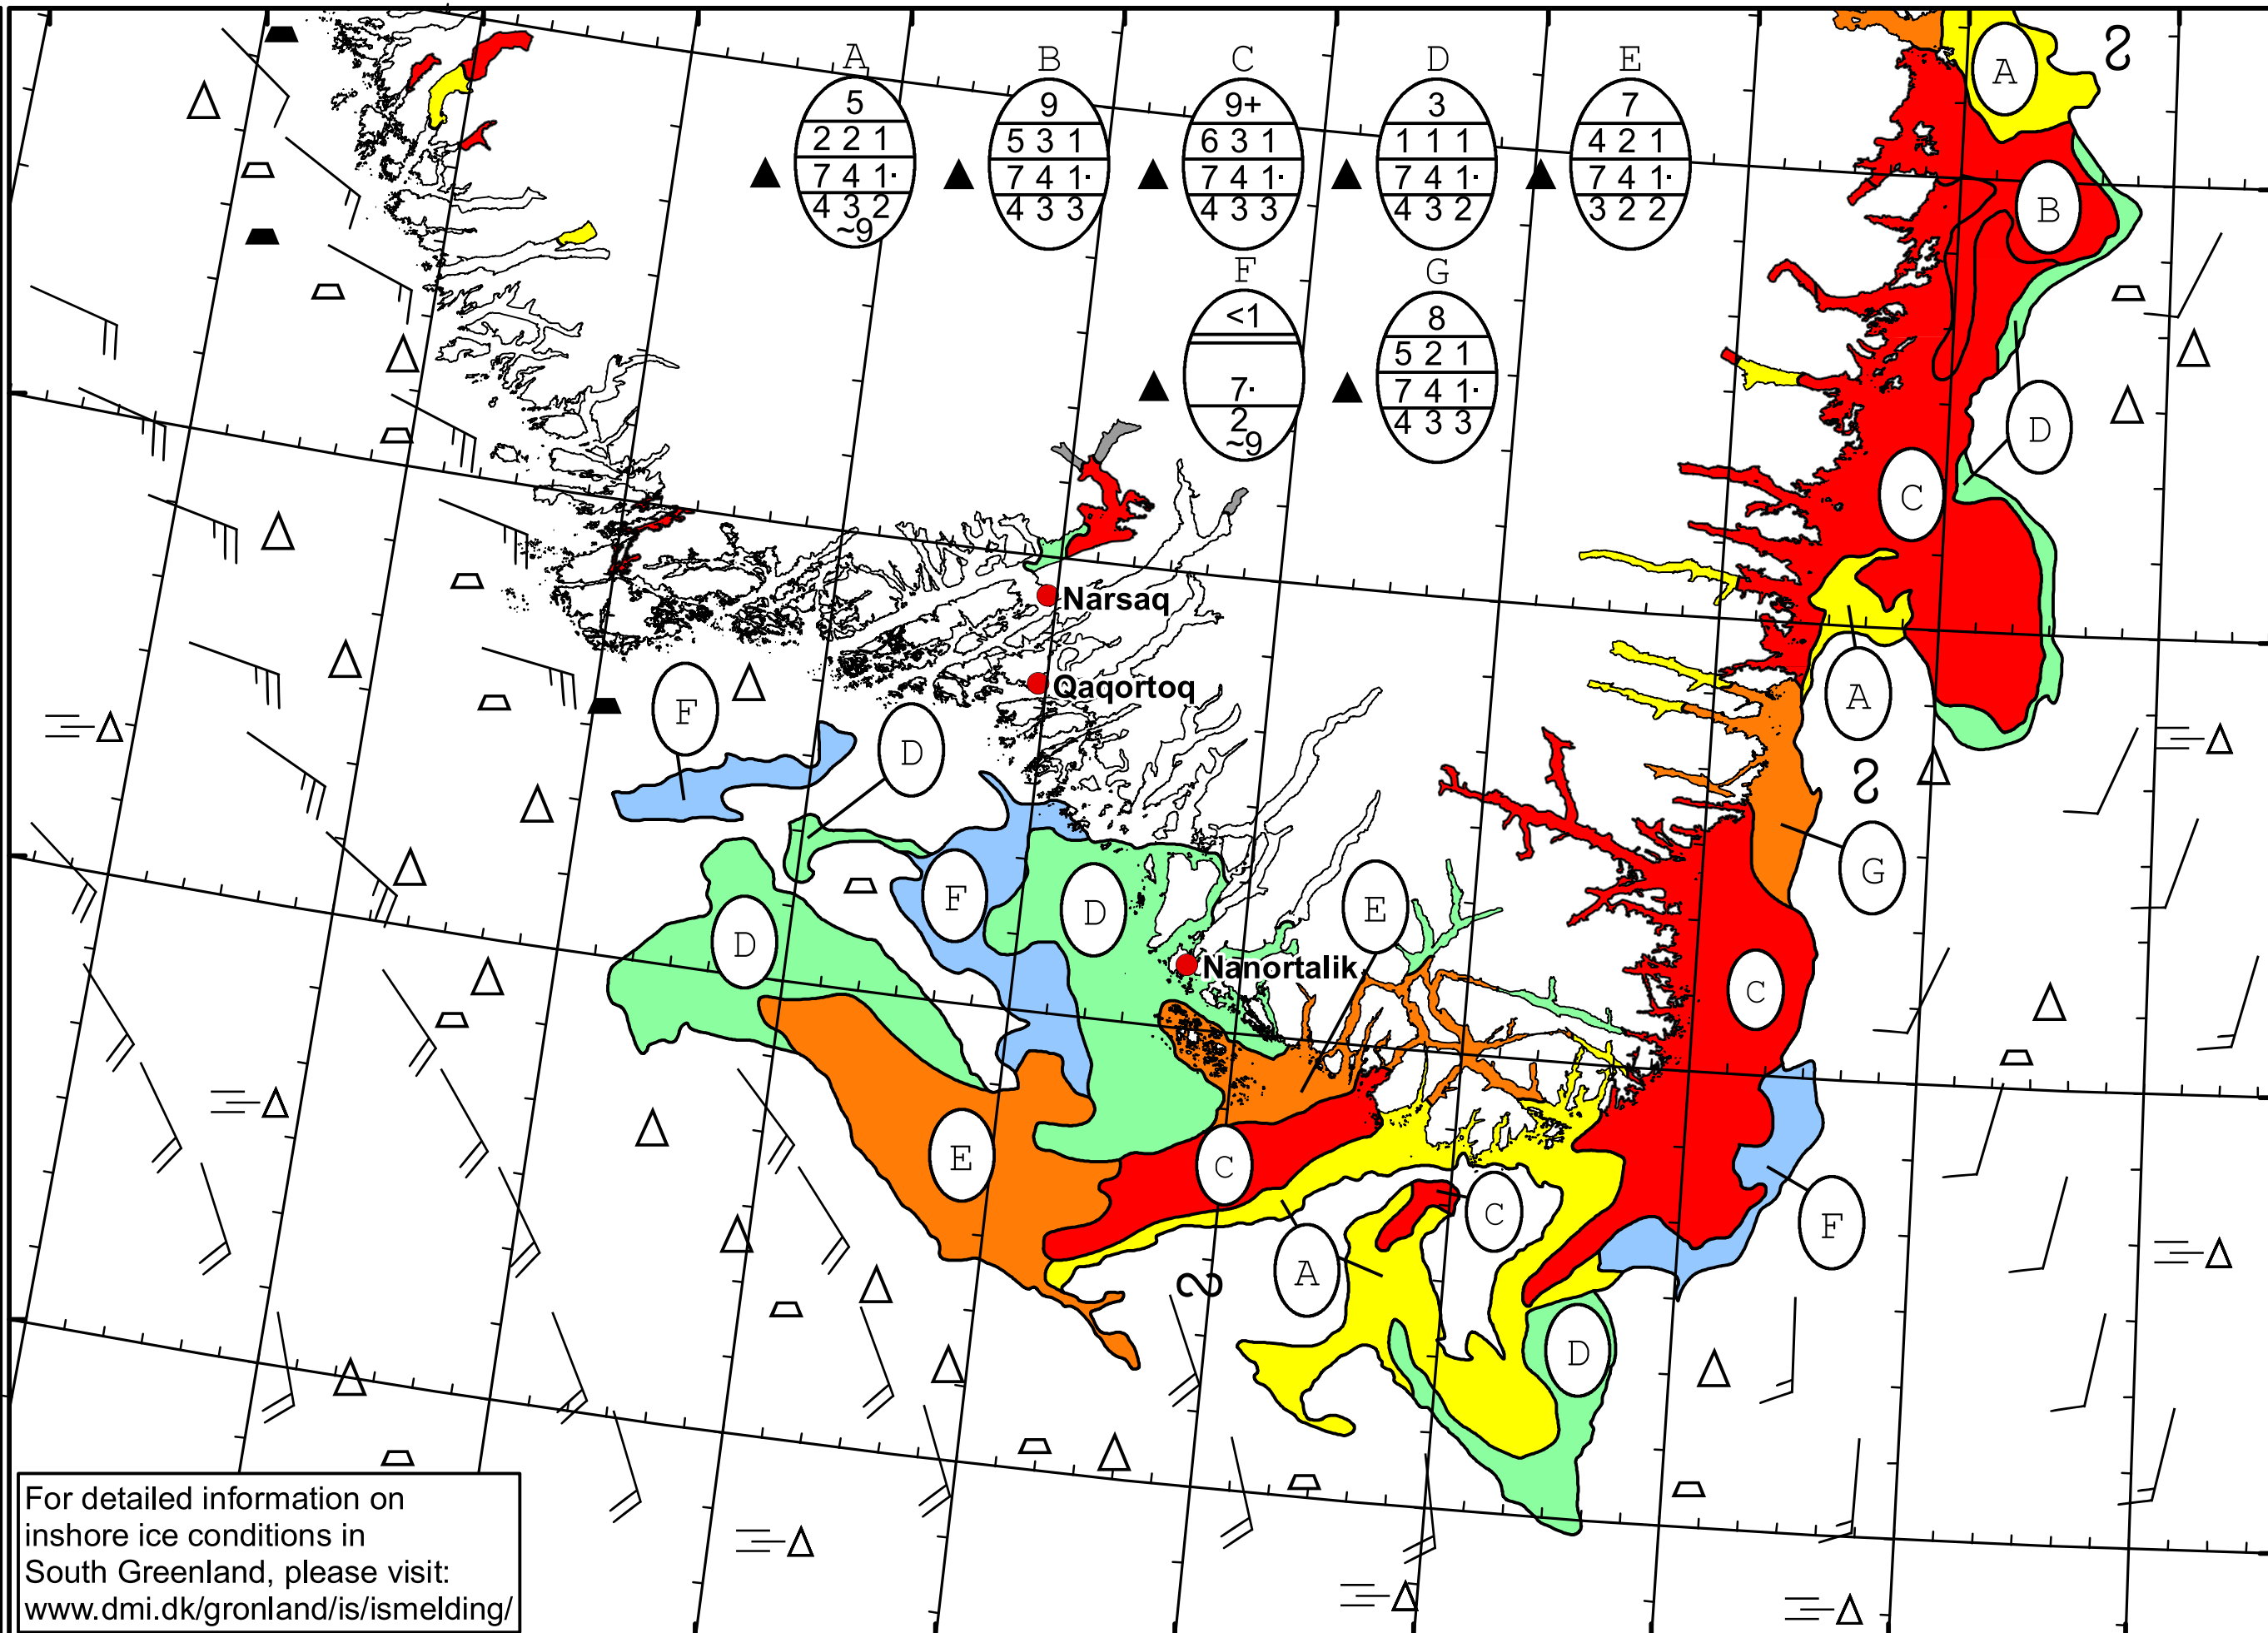 A B C D E
5 9 9+ 3 7
2 2 1 5 3 1 6 3 1 1 1 1 4 2 1
7 4 1· 7 4 1· 7 4 1· 7 4 1· 7 4 1·
4 3 2 4 3 3 4 3 3 4 3 2 3 2 2
~9
F G
<1 8
5 2 1
7· 7 4 1·
2 4 3 3
~9
A
B
D
C
Narsaq
Qaqortoq
A
F
D
G
F
D
E
D
Nanortalik
C
E
C
C
F
A
D
For detailed information on
inshore ice conditions in
South Greenland, please visit:
www.dmi.dk/gronland/is/ismelding/